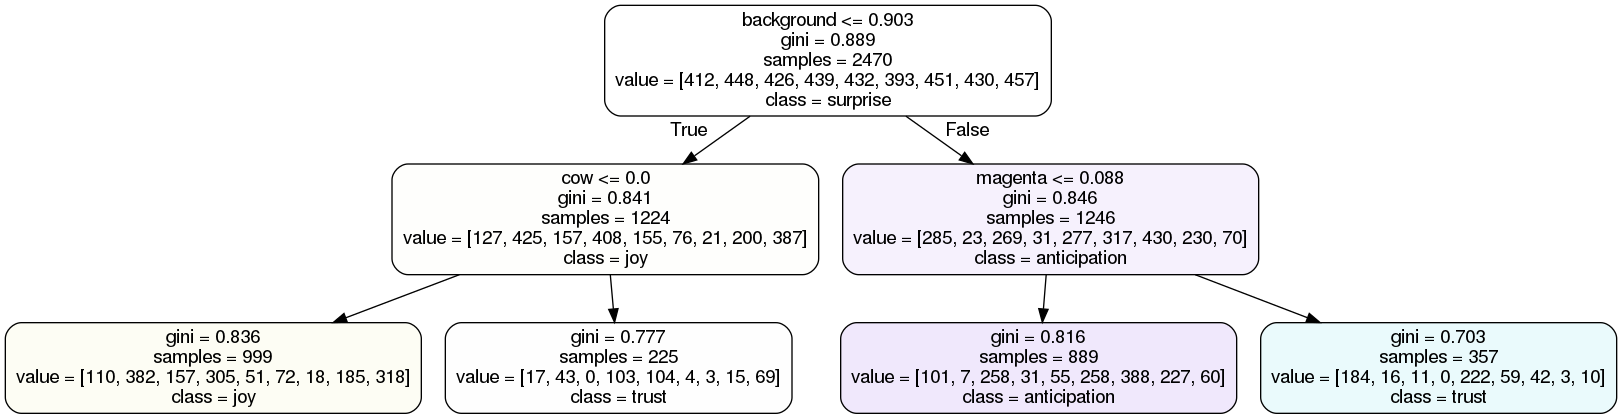 background <= 0.903
gini = 0.889
samples = 2470
value = [412, 448, 426, 439, 432, 393, 451, 430, 457]
class = surprise
True
False
cow <= 0.0
gini = 0.841
samples = 1224
value = [127, 425, 157, 408, 155, 76, 21, 200, 387]
class = joy
magenta <= 0.088
gini = 0.846
samples = 1246
value = [285, 23, 269, 31, 277, 317, 430, 230, 70]
class = anticipation
gini = 0.836
samples = 999
value = [110, 382, 157, 305, 51, 72, 18, 185, 318]
class = joy
gini = 0.777
samples = 225
value = [17, 43, 0, 103, 104, 4, 3, 15, 69]
class = trust
gini = 0.816
samples = 889
value = [101, 7, 258, 31, 55, 258, 388, 227, 60]
class = anticipation
gini = 0.703
samples = 357
value = [184, 16, 11, 0, 222, 59, 42, 3, 10]
class = trust